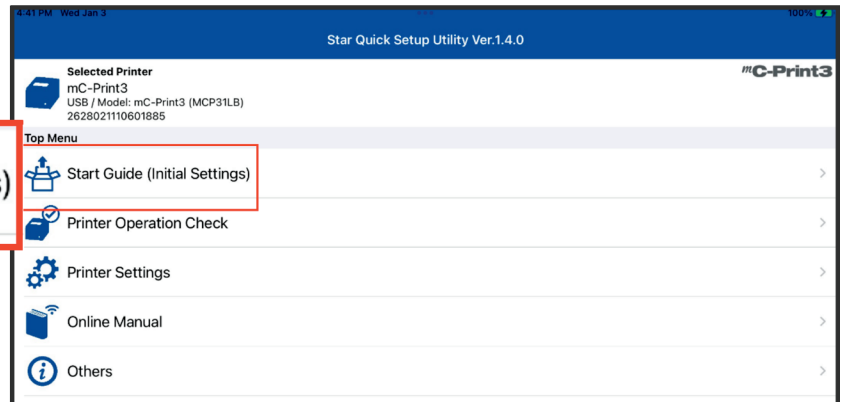 4:41 PM Wed Jan 3
100%
Star Quick Setup Utility Ver.1.4.0
Selected Printer
mC-Print3
USB / Model: mC-Print3 (MCP31LB)
2628021110601885
mC-Print3
Top Menu
Start Guide (Initial Settings)
Printer Operation Check
Printer Settings
Online Manual
Others